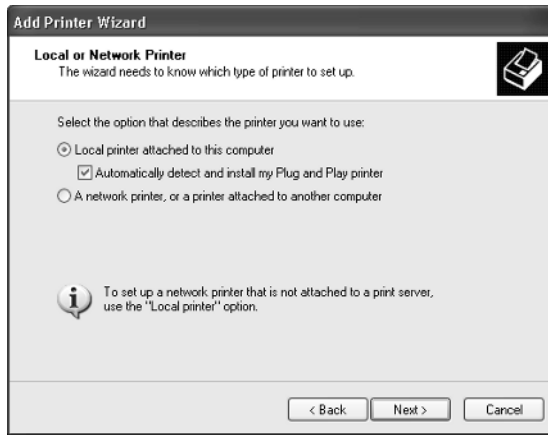 Add Printer Wizard
Local or Network Printer
The wizard needs to know which type of printer to set up.
Select the option that describes the printer you want to use:
Local printer attached to this computer
Automatically detect and install my Plug and Play printer
A network printer, or a printer attached to another computer
To set up a network printer that is not attached to a print server,
use the "Local printer" option.
< Back Next > Cancel